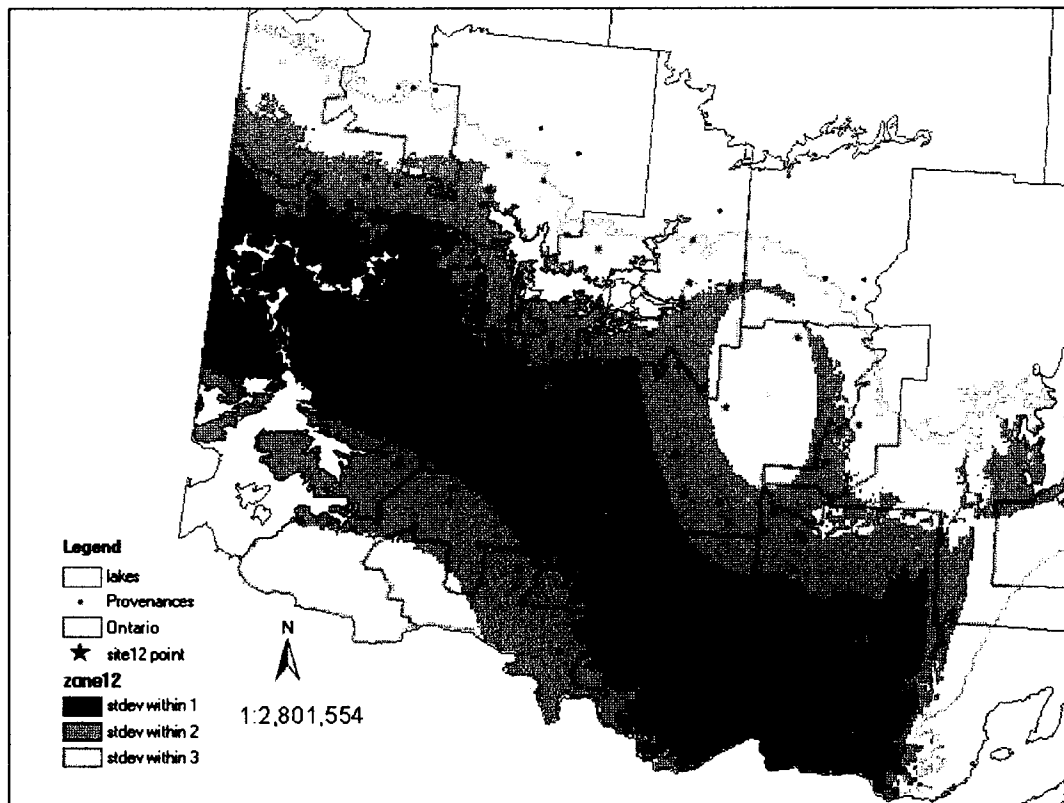 Legend
lakes
Provenances
Ontario
site12 point
zone12
stdev within 1
stdev within 2
stdev within 3
N
1:2,801,554